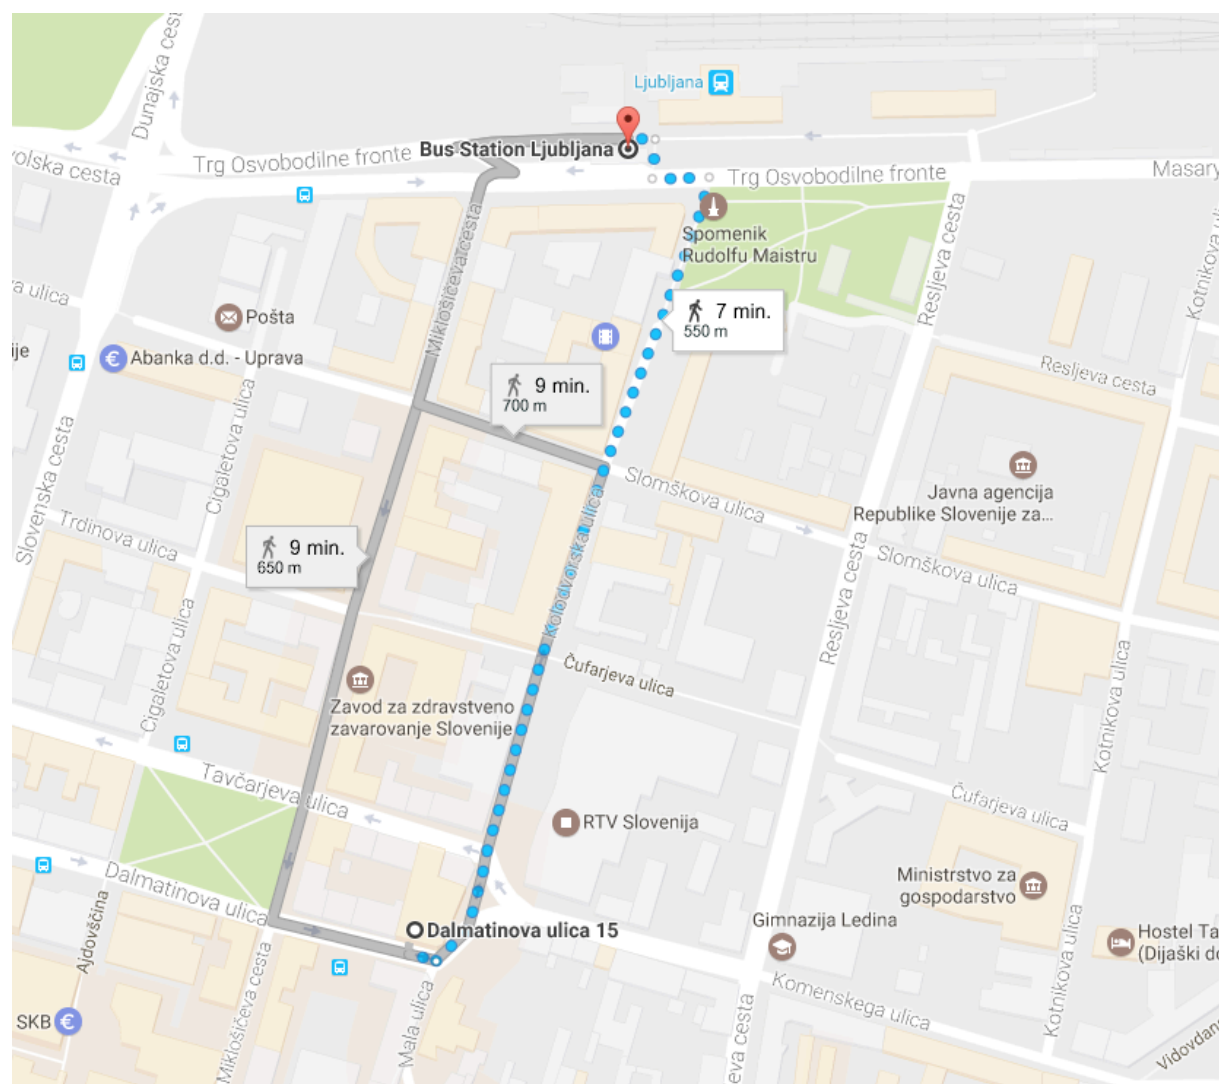 Dunajska cest
Ljubljana
volska cesta
Trg Osvobodilne fronte
Bus Station Ljubljana
Trg Osvobodilne fronte
Masary
Spomenik
Rudolfu Maistru
Resljeva cesta
Kotnikova uli
Miklošičeva cesta
a ulica
Pošta
7 min.
550 m
ije
€
Abanka d.d. - Uprava
9 min.
700 m
Resljeva cesta
Cigaletova ulica
Slovenska cesta
Slomškova ulica
Javna agencija
Republike Slovenije za...
Trdinova ulica
9 min.
650 m
Kolodvorska ulica
Slomškova ulica
Resljeva cesta
Cigaletova ulica
Čufarjeva ulica
Kotnikova ulica
Zavod za zdravstveno
zavarovanje Slovenije
Tavčarjeva ulica
RTV Slovenija
Čufarjeva ulica
Dalmatinova ulica
Ministrstvo za
gospodarstvo
Ajdovščina
Dalmatinova ulica 15
Gimnazija Ledina
Hostel Ta
(Dijaški do
Miklošičeva cesta
Mala ulica
Komenskega ulica
Kotnikova ulica
SKB
€
eva cesta
Vidovdans